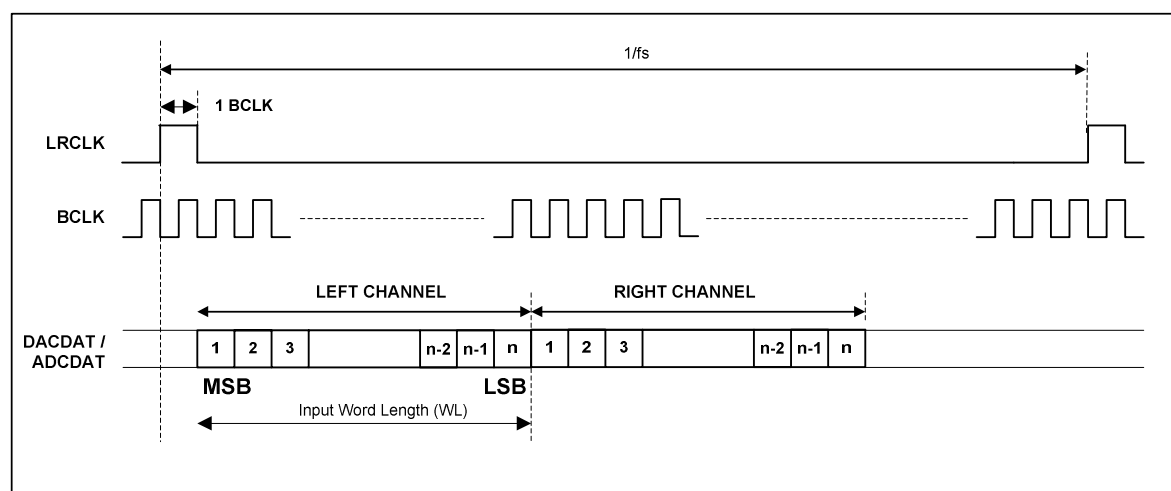 1/fs
1 BCLK
LRCLK
BCLK
LEFT CHANNEL RIGHT CHANNEL
DACDAT /
ADCDAT
1 2 3 n-2 n-1 n 1 2 3 n-2 n-1 n
MSB LSB
Input Word Length (WL)